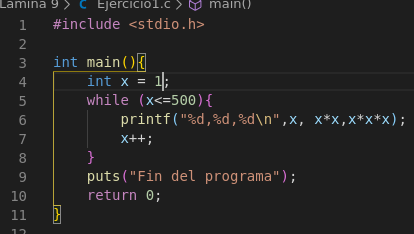 Lamina 9 > C Ejercicio1.c > main()
1 #include <stdio.h>
2
3 int main(){
4 int x = 1;
5 while (x<=500){
6 printf("%d,%d,%d\n",x, x*x,x*x*x);
7 x++;
8 }
9 puts("Fin del programa");
10 return 0;
11 }